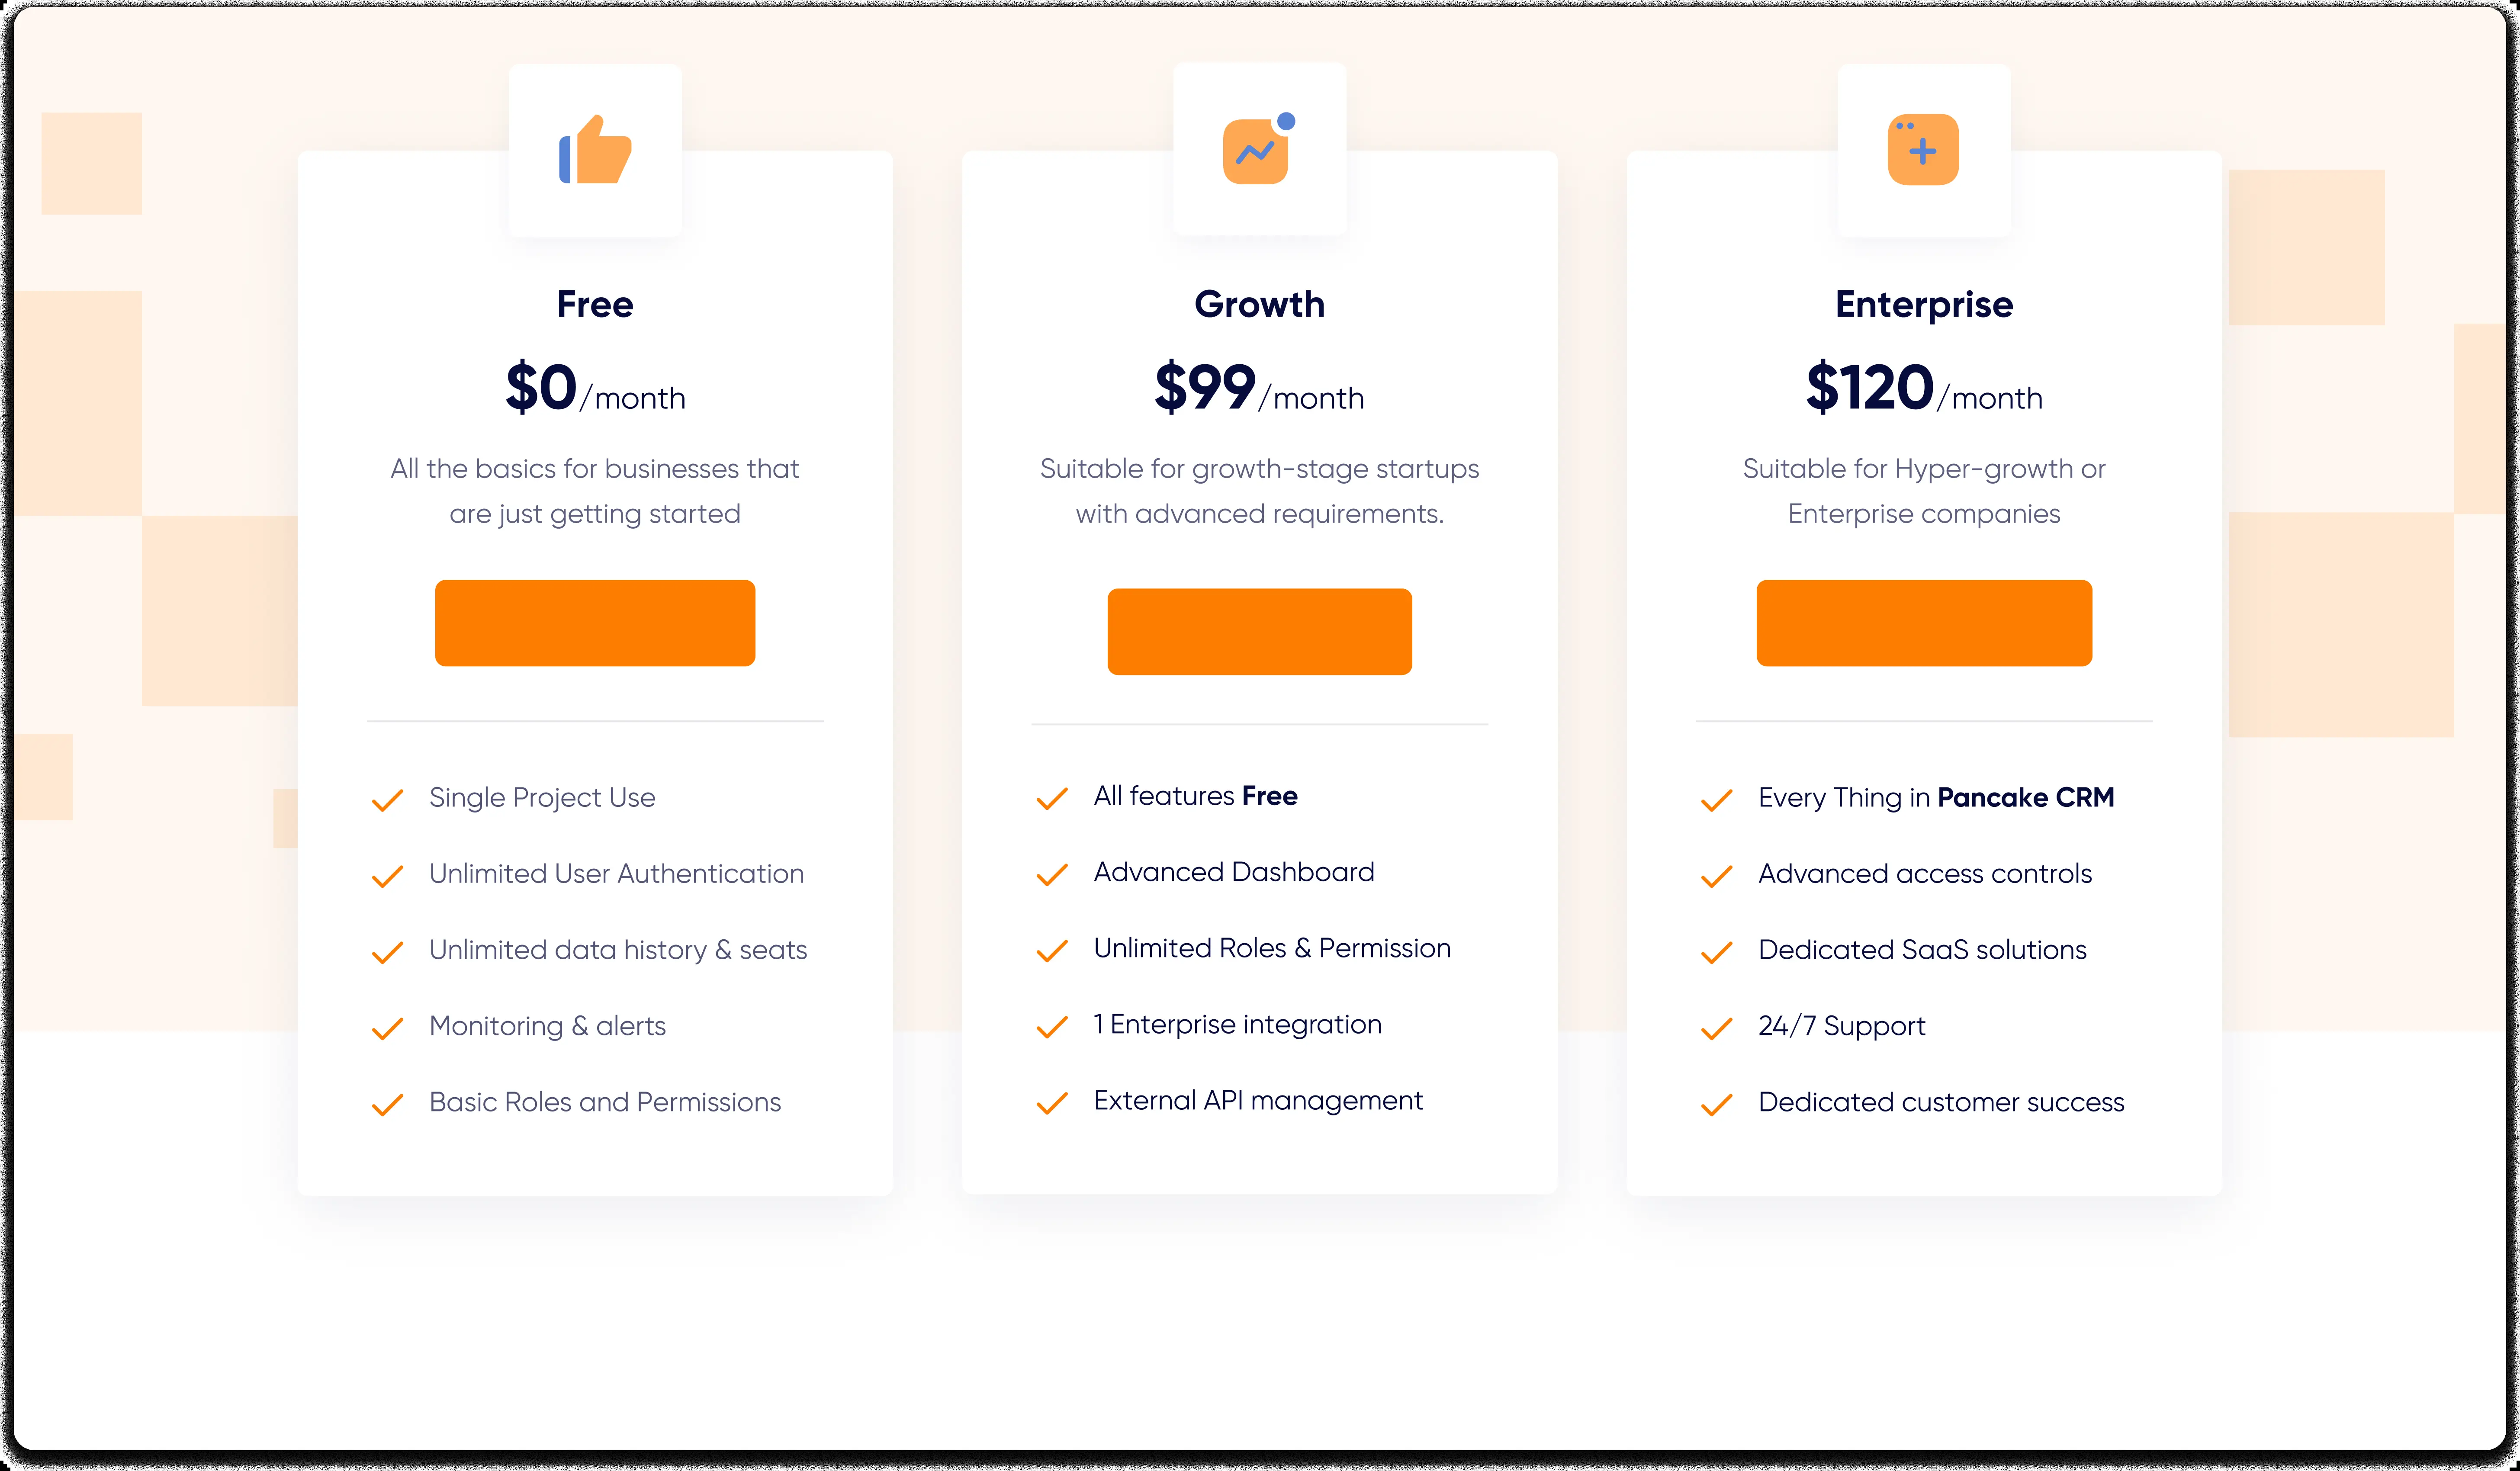 Free
$0/month
All the basics for businesses that
are just getting started
Single Project Use
Unlimited User Authentication
Unlimited data history & seats
Monitoring & alerts
Basic Roles and Permissions
Growth
$99/month
Suitable for growth-stage startups
with advanced requirements.
All features Free
Advanced Dashboard
Unlimited Roles & Permission
1 Enterprise integration
External API management
Enterprise
$120/month
Suitable for Hyper-growth or
Enterprise companies
Every Thing in Pancake CRM
Advanced access controls
Dedicated SaaS solutions
24/7 Support
Dedicated customer success